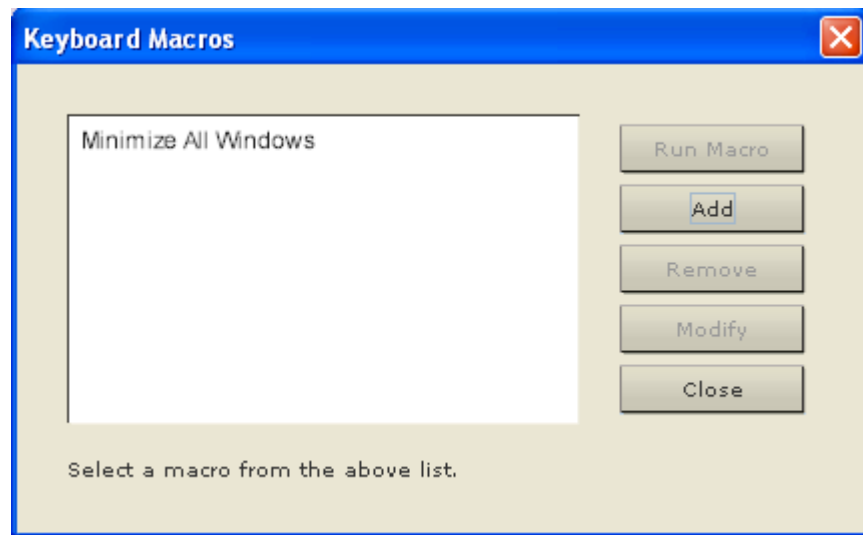 Keyboard Macros
Minimize All Windows
Run Macro
Add
Remove
Modify
Close
Select a macro from the above list.